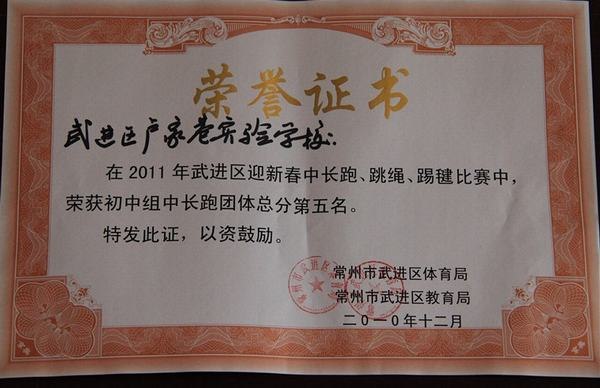 荣誉证书
武进区卢家巷实验学校:
在2011年武进区迎新春中长跑、跳绳、踢毽比赛中,
荣获初中组中长跑团体总分第五名。
特发此证,以资鼓励。
常州市武进区体育局
常州市武进区教育局
二0一0年十二月